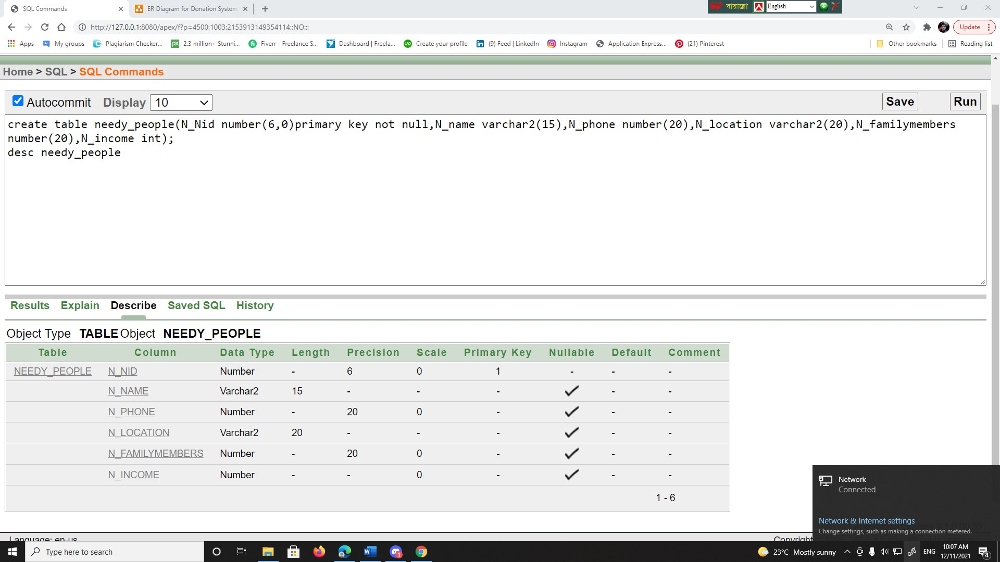 SQL Commands
ER Diagram for Donation System
বায়ান্নো
English
http://127.0.0.1:8080/apex/f?p=4500:1003:2153913149354114::NO:::
Update
Apps
My groups
Plagiarism Checker...
2.3 million+ Stunni...
Fiverr - Freelance S...
Dashboard | Freela...
Create your profile
(9) Feed | LinkedIn
Instagram
Application Express...
(21) Pinterest
Other bookmarks
Reading list
Home > SQL > SQL Commands
Autocommit Display 10 Save Run
create table needy_people(N_Nid number(6,0)primary key not null,N_name varchar2(15),N_phone number(20),N_location varchar2(20),N_familymembers
number(20),N_income int);
desc needy_people
Results Explain Describe Saved SQL History
Object Type TABLE Object NEEDY_PEOPLE
Table Column Data Type Length Precision Scale Primary Key Nullable Default Comment
NEEDY_PEOPLE N_NID Number - 6 0 1 - - -
N_NAME Varchar2 15 - - - - -
N_PHONE Number - 20 0 - - -
N_LOCATION Varchar2 20 - - - - -
N_FAMILYMEMBERS Number - 20 0 - - -
N_INCOME Number - - 0 - - -
1 - 6
Network
Connected
Network & Internet settings
Change settings, such as making a connection metered.
Language: en-us
Copyright
Type here to search
23°C Mostly sunny
ENG
10:07 AM
12/11/2021
4